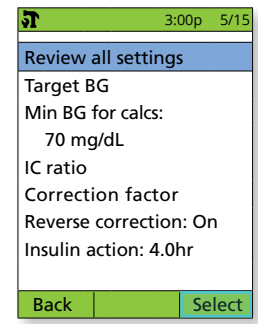 3:00p 5/15
Review all settings
Target BG
Min BG for calcs:
70 mg/dL
IC ratio
Correction factor
Reverse correction: On
Insulin action: 4.0hr
Back Select